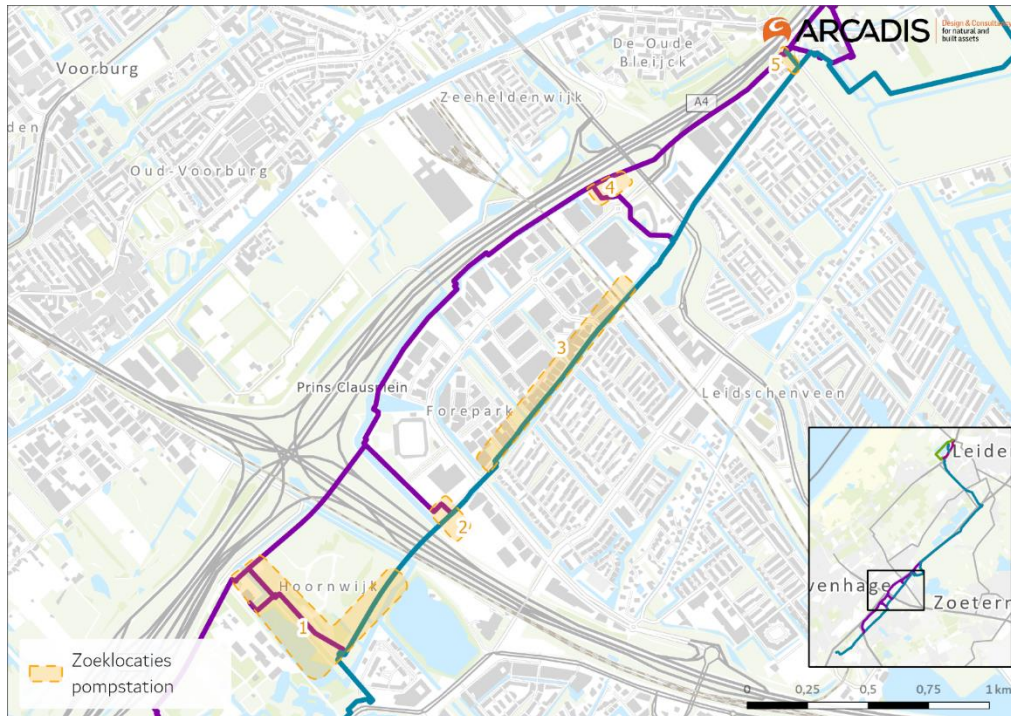 ARCADIS
Design & Consultancy
for natural and
built assets
De Oude
Bleijck
Voorburg
5
Zeeheldenwijk
A4
den
Oud-Voorburg
4
3
Prins Clausplein
Leidschenveen
Forepark
Leiden
2
Hoornwijk
venhage
Zoeterm
1
Zoeklocaties
pompstation
0 0,25 0,5 0,75 1 km